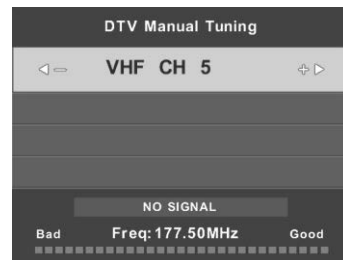 DTV Manual Tuning
VHF CH 5
NO SIGNAL
Bad Freq: 177.50MHz Good